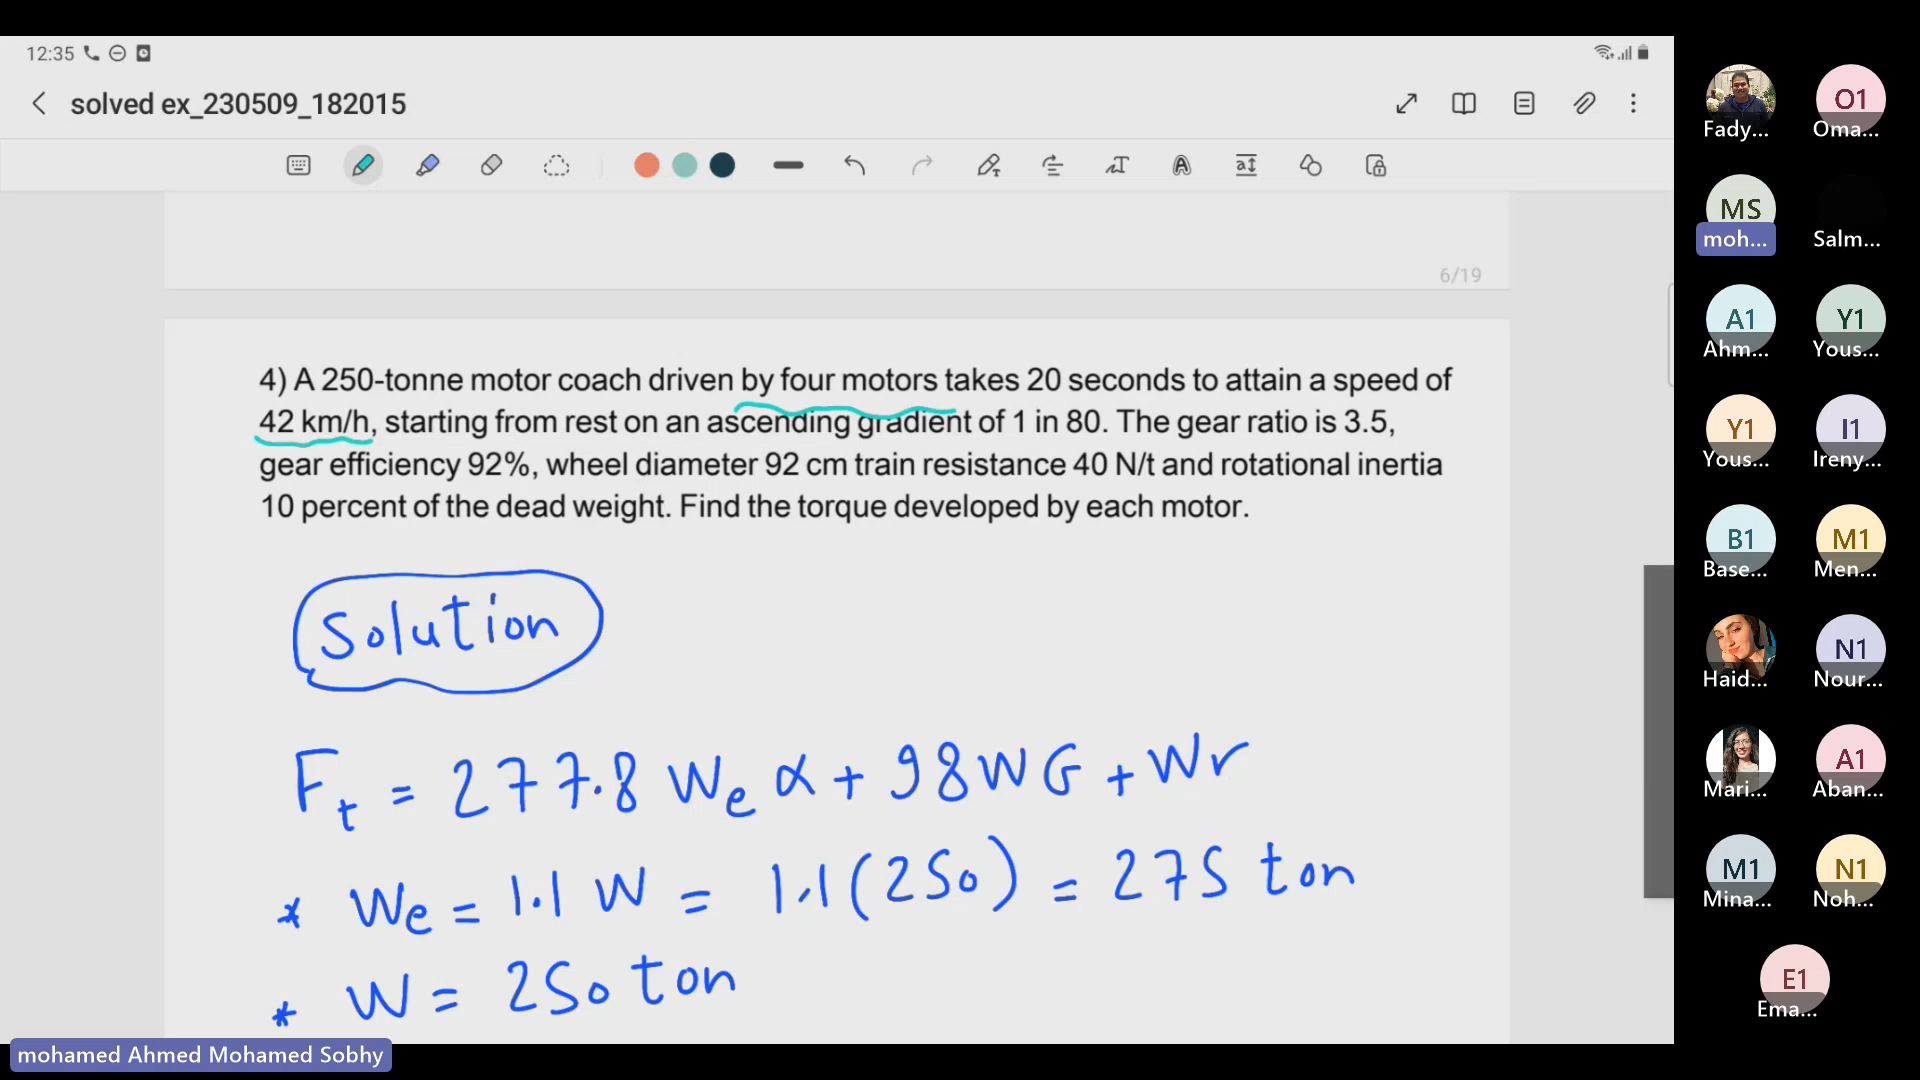 12:35
solved ex_230509_182015
6/19
4) A 250-tonne motor coach driven by four motors takes 20 seconds to attain a speed of
42 km/h, starting from rest on an ascending gradient of 1 in 80. The gear ratio is 3.5,
gear efficiency 92%, wheel diameter 92 cm train resistance 40 N/t and rotational inertia
10 percent of the dead weight. Find the torque developed by each motor.
Solution
Ft = 277.8 We α + 98WG + Wr
* We = 1.1 W = 1.1(250) = 275 ton
* W = 250 ton
mohamed Ahmed Mohamed Sobhy
Fady...
O1
Oma...
MS
moh...
Salm...
A1
Ahm...
Y1
Yous...
Y1
Yous...
I1
Ireny...
B1
Base...
M1
Men...
Haid...
N1
Nour...
Mari...
A1
Aban...
M1
Mina...
N1
Noh...
E1
Ema...